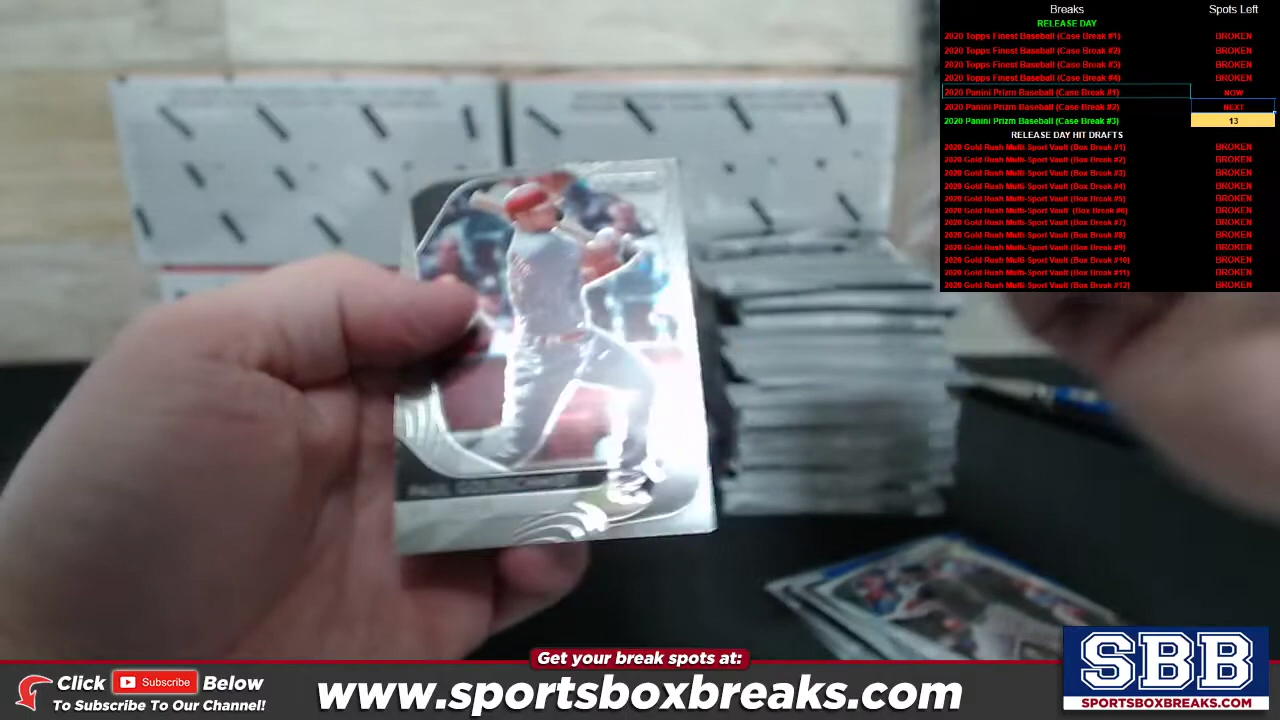 Breaks Spots Left
RELEASE DAY
2020 Topps Finest Baseball (Case Break #1) BROKEN
2020 Topps Finest Baseball (Case Break #2) BROKEN
2020 Topps Finest Baseball (Case Break #3) BROKEN
2020 Topps Finest Baseball (Case Break #4) BROKEN
2020 Panini Prizm Baseball (Case Break #1) NOW
2020 Panini Prizm Baseball (Case Break #2) NEXT
2020 Panini Prizm Baseball (Case Break #3) 13
RELEASE DAY HIT DRAFTS
2020 Gold Rush Multi-Sport Vault (Box Break #1) BROKEN
2020 Gold Rush Multi-Sport Vault (Box Break #2) BROKEN
2020 Gold Rush Multi-Sport Vault (Box Break #3) BROKEN
2020 Gold Rush Multi-Sport Vault (Box Break #4) BROKEN
2020 Gold Rush Multi-Sport Vault (Box Break #5) BROKEN
2020 Gold Rush Multi-Sport Vault (Box Break #6) BROKEN
2020 Gold Rush Multi-Sport Vault (Box Break #7) BROKEN
2020 Gold Rush Multi-Sport Vault (Box Break #8) BROKEN
2020 Gold Rush Multi-Sport Vault (Box Break #9) BROKEN
2020 Gold Rush Multi-Sport Vault (Box Break #10) BROKEN
2020 Gold Rush Multi-Sport Vault (Box Break #11) BROKEN
2020 Gold Rush Multi-Sport Vault (Box Break #12) BROKEN
PAUL GOLDSCHMIDT
Get your break spots at:
Click Subscribe Below
To Subscribe To Our Channel!
www.sportsboxbreaks.com
SBB
SPORTSBOXBREAKS.COM